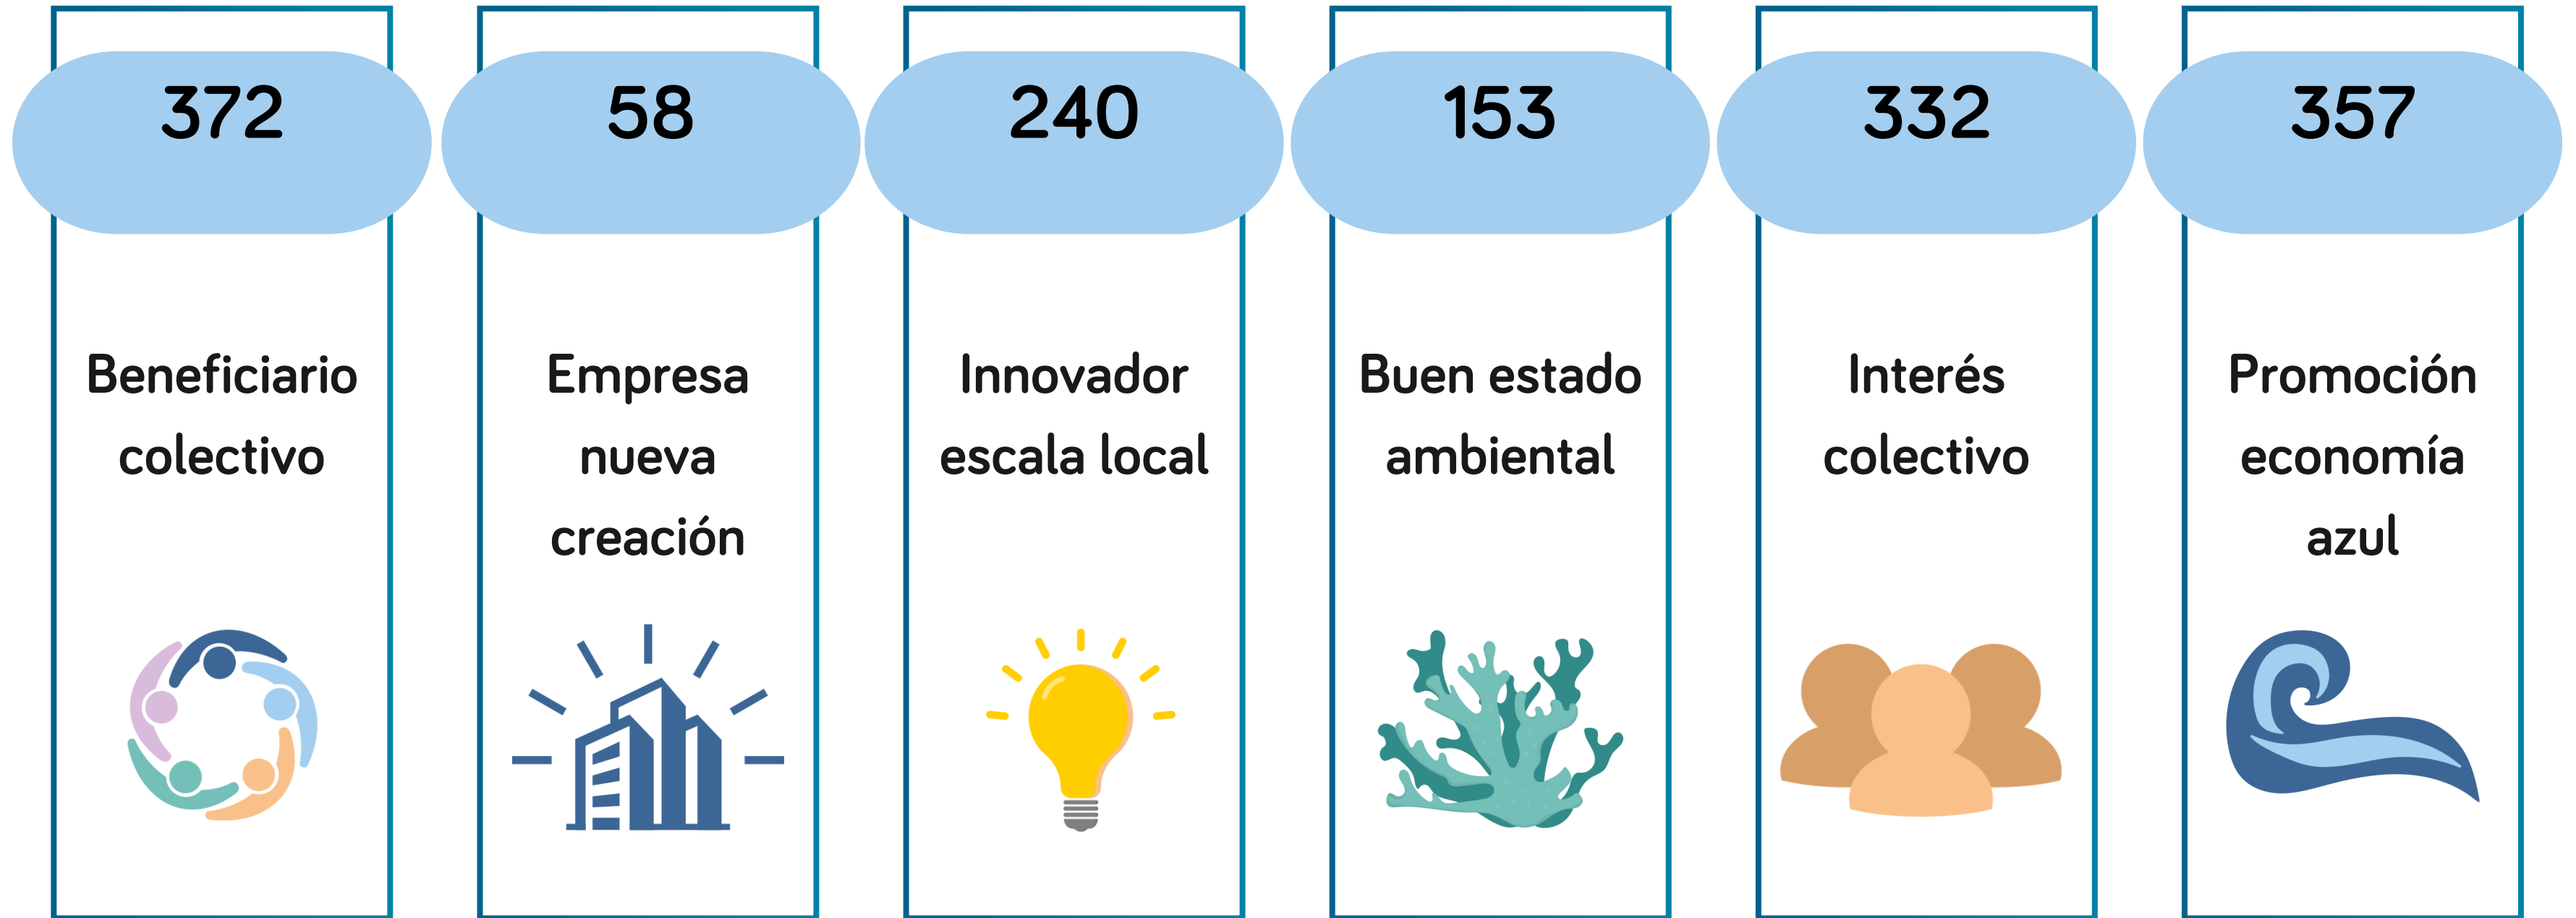 372
Beneficiario
colectivo
58
Empresa
nueva
creación
240
Innovador
escala local
153
Buen estado
ambiental
332
Interés
colectivo
357
Promoción
economía
azul